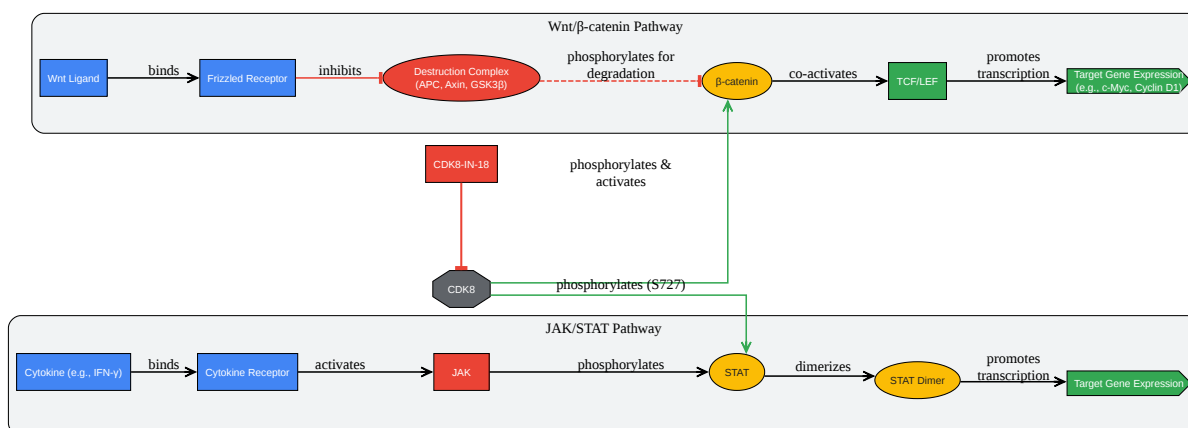 Wnt/β-catenin Pathway
Wnt Ligand
binds
Frizzled Receptor
inhibits
Destruction Complex
(APC, Axin, GSK3β)
phosphorylates for
degradation
β-catenin
co-activates
TCF/LEF
promotes
transcription
Target Gene Expression
(e.g., c-Myc, Cyclin D1)
CDK8-IN-18
phosphorylates &
activates
CDK8
phosphorylates (S727)
JAK/STAT Pathway
Cytokine (e.g., IFN-γ)
binds
Cytokine Receptor
activates
JAK
phosphorylates
STAT
dimerizes
STAT Dimer
promotes
transcription
Target Gene Expression